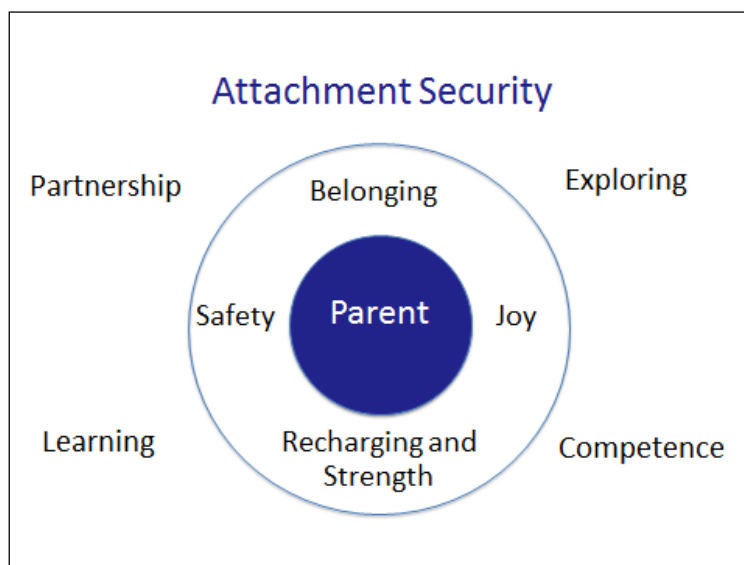 Attachment Security
Partnership
Exploring
Belonging
Safety
Parent
Joy
Learning
Recharging and
Strength
Competence